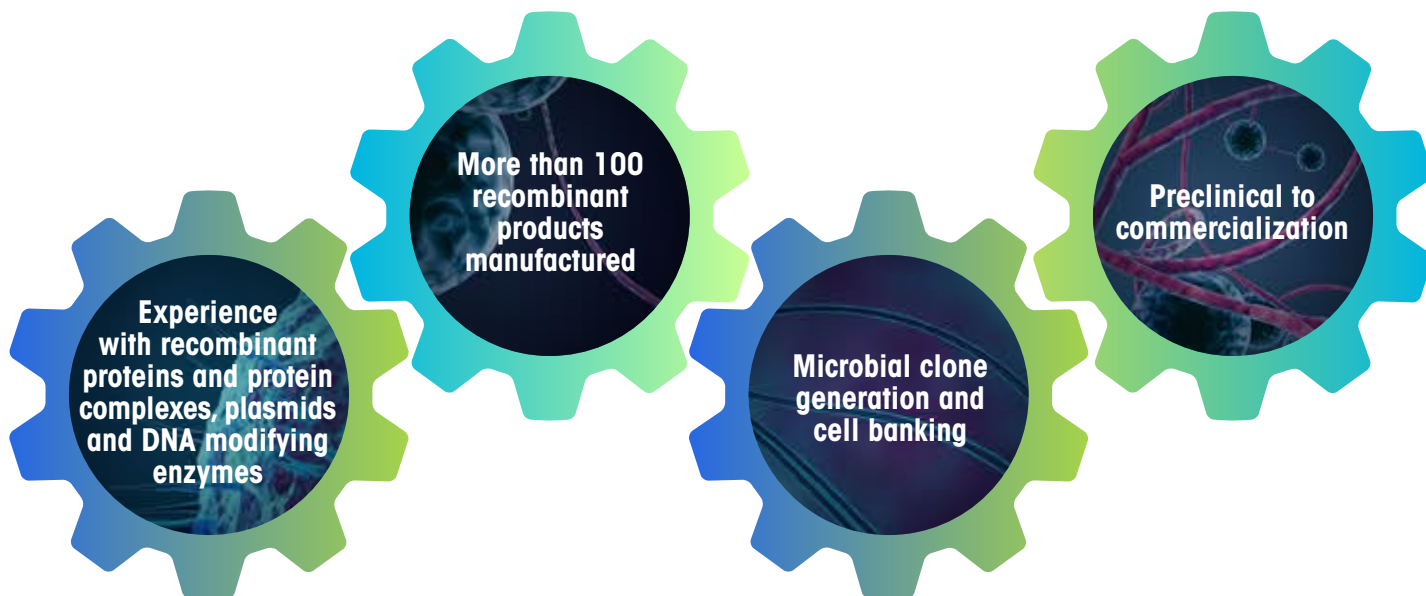 Experience
with recombinant
proteins and protein
complexes, plasmids
and DNA modifying
enzymes
More than 100
recombinant
products
manufactured
Microbial clone
generation and
cell banking
Preclinical to
commercialization